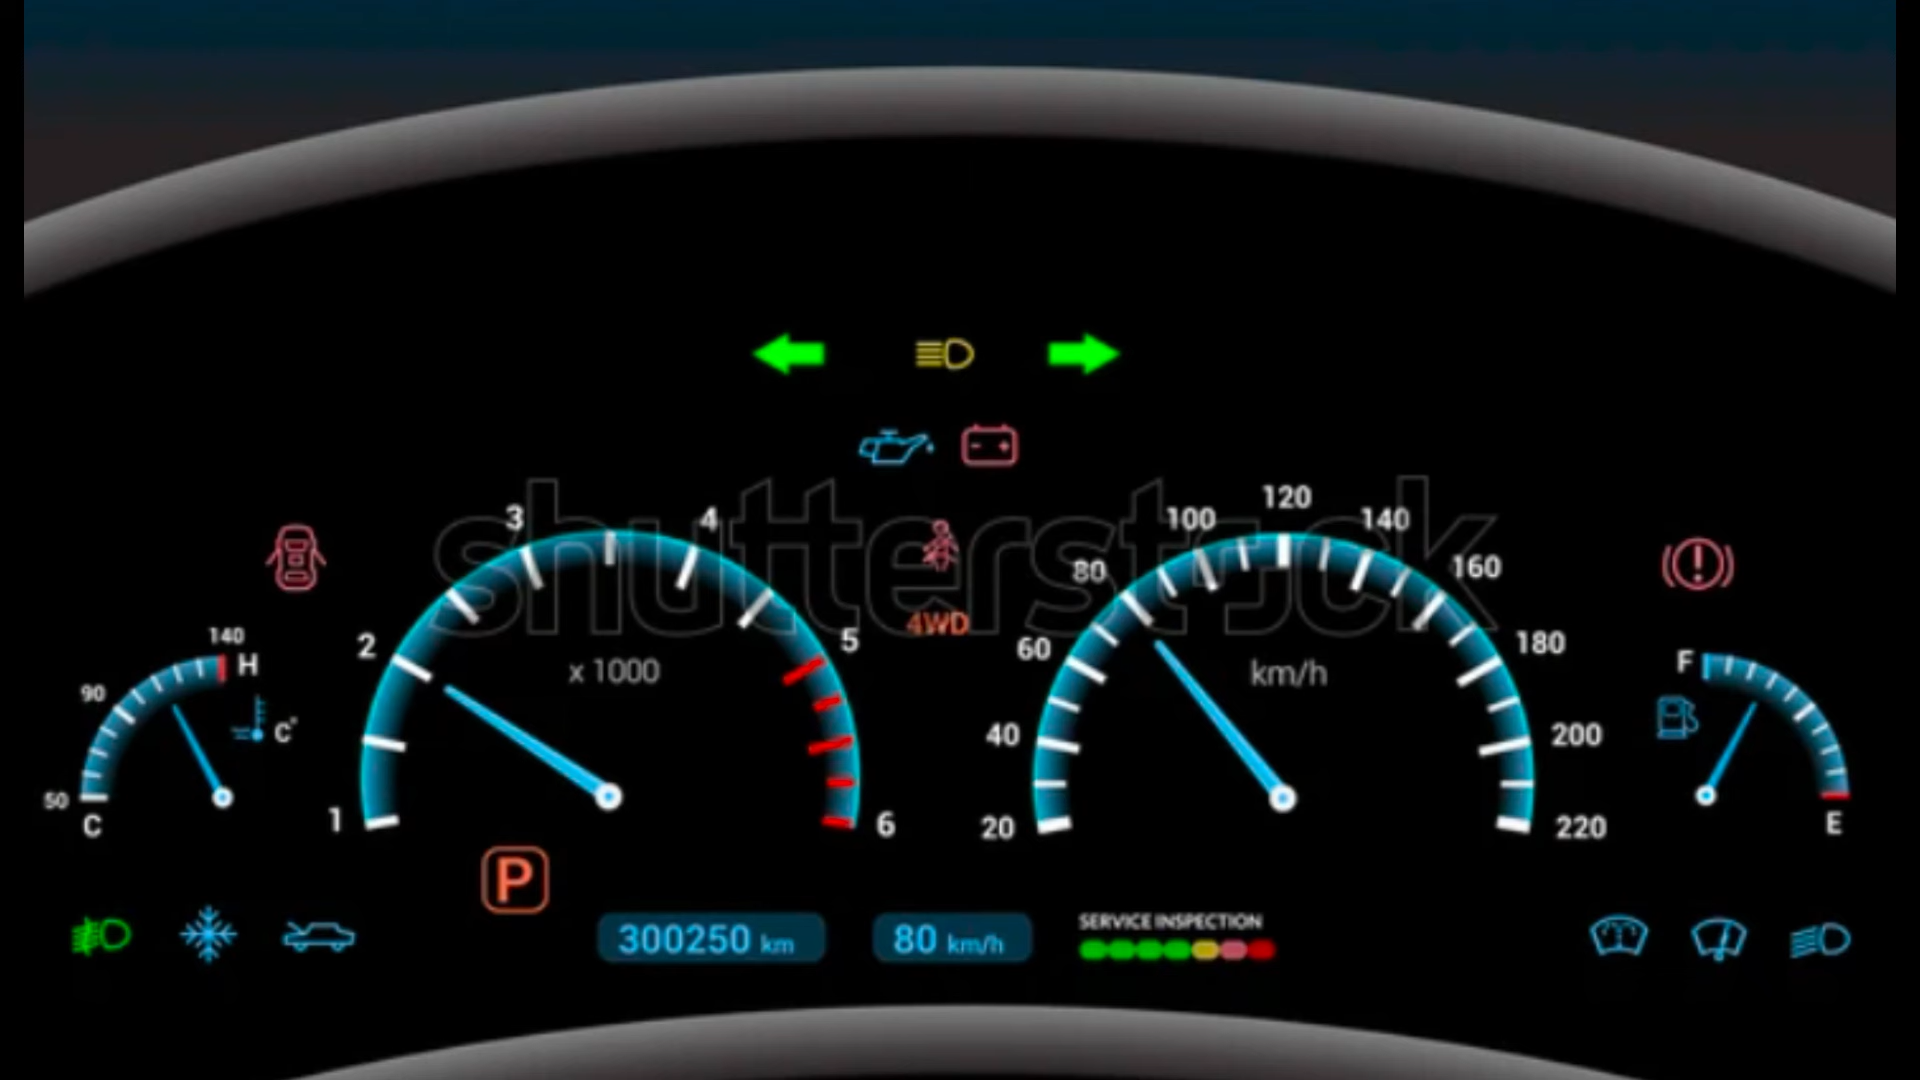 shutterstock
120
100 140
3 4
80 160
4WD
2 5 60 180
140
H
x 1000 km/h F
90
C°
40 200
50 1 6 20 220
C E
P
SERVICE INSPECTION
300250 km 80 km/h